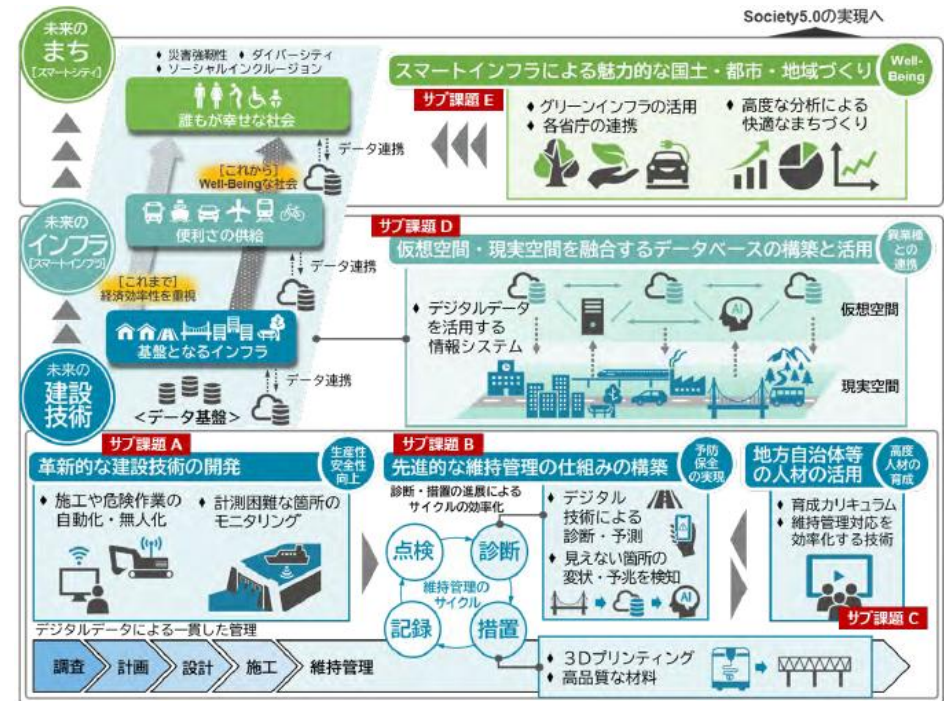 Society5.0の実現へ
未来の
まち
[スマートシティ]
♦ 災害強靭性 ♦ ダイバーシティ
♦ ソーシャルインクルージョン
誰もが幸せな社会
データ連携
[これから]
Well-Beingな社会
スマートインフラによる魅力的な国土・都市・地域づくり
Well-
Being
サブ課題 E
♦ グリーンインフラの活用
♦ 各省庁の連携
♦ 高度な分析による
快適なまちづくり
未来の
インフラ
[スマートインフラ]
便利さの供給
データ連携
[これまで]
経済効率性を重視
基盤となるインフラ
サブ課題 D
仮想空間・現実空間を融合するデータベースの構築と活用
異業種
との
連携
♦ デジタルデータ
を活用する
情報システム
AI
仮想空間
現実空間
未来の
建設
技術
データ連携
<データ基盤>
サブ課題 A
革新的な建設技術の開発
生産性
安全性
向上
♦ 施工や危険作業の
自動化・無人化
♦ 計測困難な箇所の
モニタリング
サブ課題 B
先進的な維持管理の仕組みの構築
予防
保全
の実現
診断・措置の進展による
サイクルの効率化
点検
診断
維持管理の
サイクル
記録
措置
♦ デジタル
技術による
診断・予測
♦ 見えない箇所の
変状・予兆を検知
AI
地方自治体等
の人材の活用
高度
人材の
育成
♦ 育成カリキュラム
♦ 維持管理対応を
効率化する技術
サブ課題 C
デジタルデータによる一貫した管理
調査
計画
設計
施工
維持管理
♦ 3Dプリンティング
♦ 高品質な材料